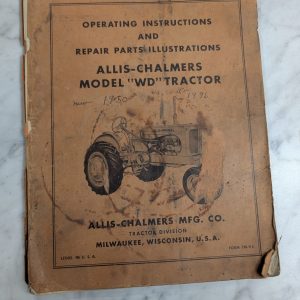 OPERATING INSTRUCTIONS
AND
REPAIR PARTS ILLUSTRATIONS
ALLIS-CHALMERS
MODEL "WD" TRACTOR
1950
ALLIS-CHALMERS MFG. CO.
TRACTOR DIVISION
MILWAUKEE, WISCONSIN, U.S.A.